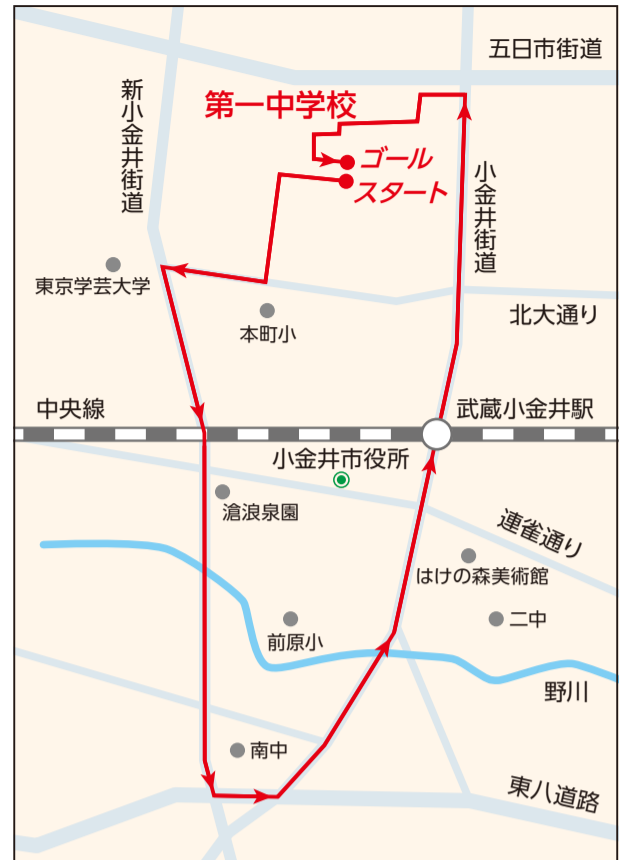 五日市街道
新小金井街道
第一中学校
ゴール
スタート
小金井街道
東京学芸大学
本町小
北大通り
中央線
武蔵小金井駅
小金井市役所
滄浪泉園
連雀通り
はけの森美術館
前原小
二中
野川
南中
東八道路